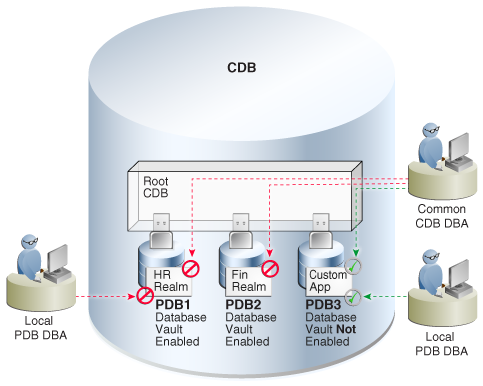 CDB
Root
CDB
HR
Realm
Fin
Realm
Custom
App
PDB1
Database
Vault
Enabled
PDB2
Database
Vault
Enabled
PDB3
Database
Vault Not
Enabled
Common
CDB DBA
Local
PDB DBA
Local
PDB DBA